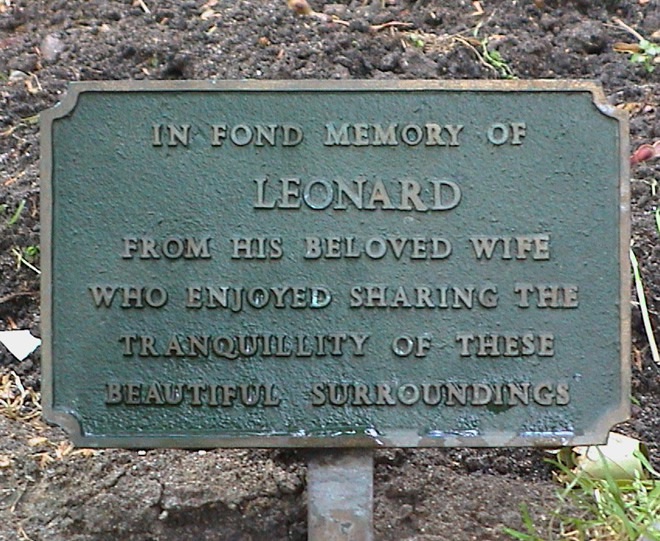 IN FOND MEMORY OF
LEONARD
FROM HIS BELOVED WIFE
WHO ENJOYED SHARING THE
TRANQUILLITY OF THESE
BEAUTIFUL SURROUNDINGS